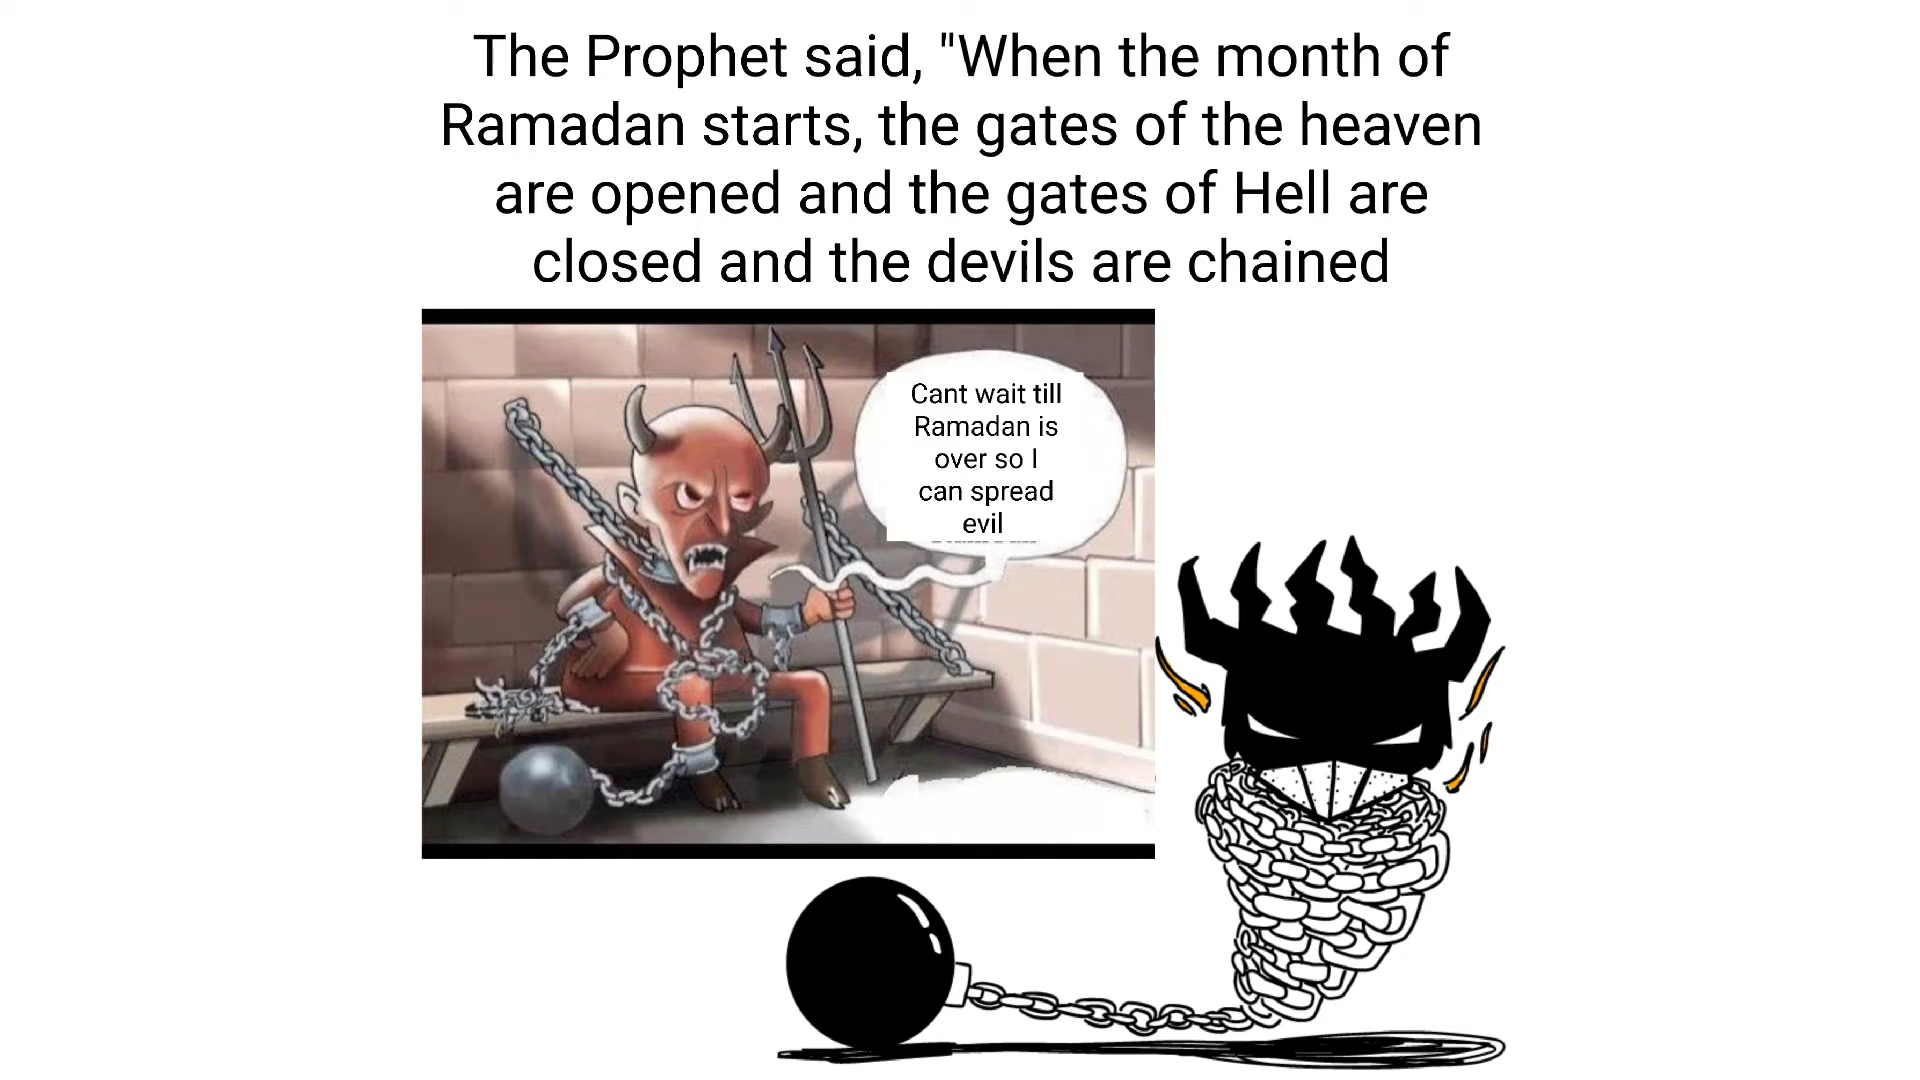 The Prophet said, "When the month of
Ramadan starts, the gates of the heaven
are opened and the gates of Hell are
closed and the devils are chained
Cant wait till
Ramadan is
over so I
can spread
evil